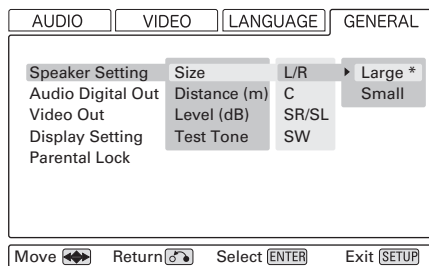 AUDIO VIDEO LANGUAGE GENERAL
Speaker Setting Size L/R Large *
Audio Digital Out Distance (m) C Small
Video Out Level (dB) SR/SL
Display Setting Test Tone SW
Parental Lock
Move Return Select ENTER Exit SETUP